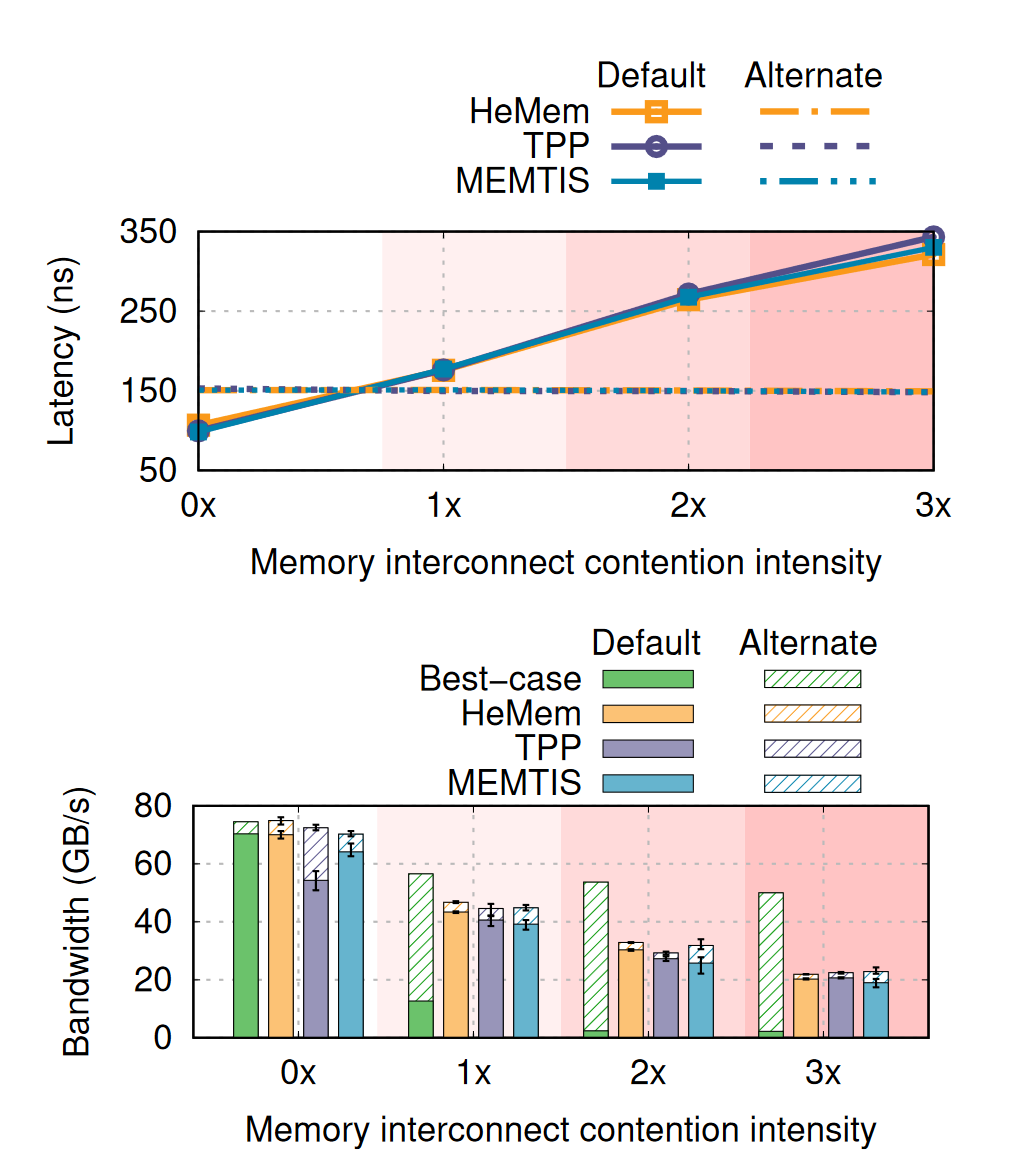 Default Alternate
HeMem
TPP
MEMTIS
350
250
150
50
Latency (ns)
0x 1x 2x 3x
Memory interconnect contention intensity
Default Alternate
Best−case
HeMem
TPP
MEMTIS
80
60
40
20
0
Bandwidth (GB/s)
0x 1x 2x 3x
Memory interconnect contention intensity